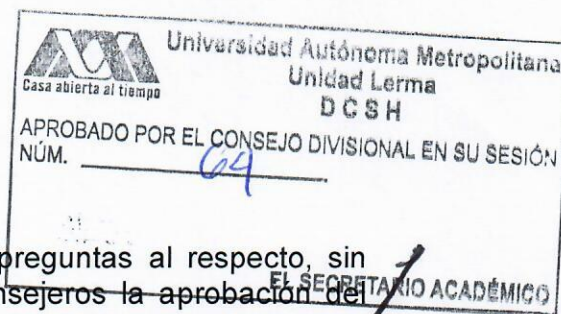 Universidad Autónoma Metropolitana
Unidad Lerma
Casa abierta al tiempo
D C S H
APROBADO POR EL CONSEJO DIVISIONAL EN SU SESIÓN
NÚM. 64
preguntas al respecto, sin
EL SECRETARIO ACADÉMICO
nsejeros la aprobación del